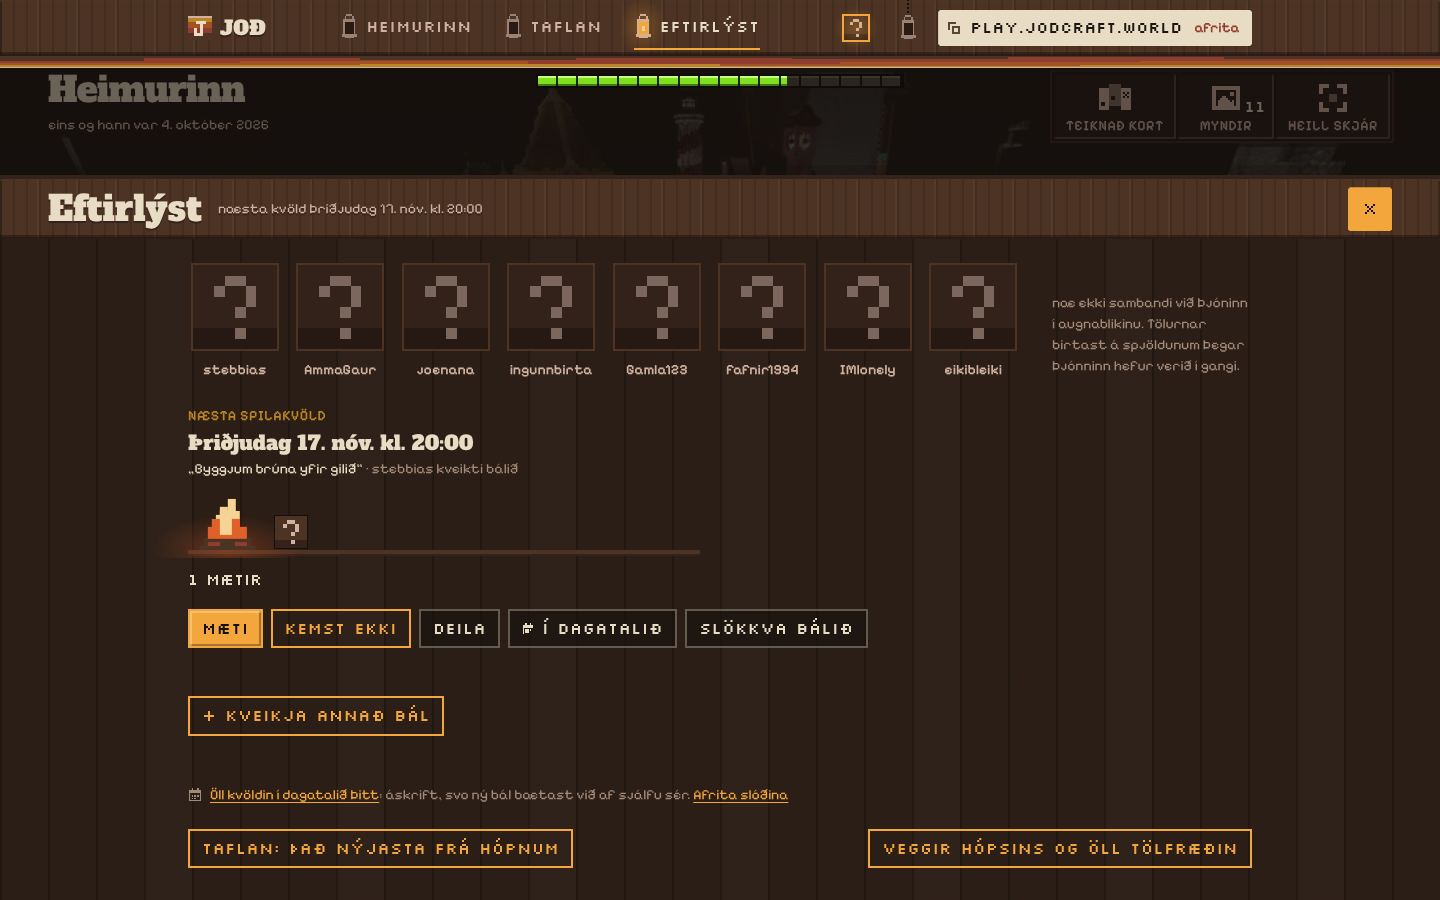 JOÐ
HEIMURINN
TAFLAN
EFTIRLÝST
?
PLAY.JODCRAFT.WORLD afrita
Heimurinn
eins og hann var 4. október 2026
TEIKNAÐ KORT
MYNDIR 11
HEILL SKJÁR
Eftirlýst
næsta kvöld þriðjudag 17. nóv. kl. 20:00
x
? ? ? ? ? ? ? ?
stebbias AmmaGaur joenana ingunnbirta Gamla123 fafnir1994 IMlonely eikibleiki
næ ekki sambandi við þjóninn
í augnablikinu. Tölurnar
birtast á spjöldunum þegar
þjónninn hefur verið í gangi.
NÆSTA SPILAKVÖLD
Þriðjudag 17. nóv. kl. 20:00
„Byggjum brúna yfir gilið“ · stebbias kveikti bálið
?
1 MÆTIR
MÆTI
KEMST EKKI
DEILA
Í DAGATALIÐ
SLÖKKVA BÁLIÐ
+ KVEIKJA ANNAÐ BÁL
Öll kvöldin í dagatalið þitt: áskrift, svo ný bál bætast við af sjálfu sér. Afrita slóðina
TAFLAN: ÞAÐ NÝJASTA FRÁ HÓPNUM
VEGGIR HÓPSINS OG ÖLL TÖLFRÆÐIN